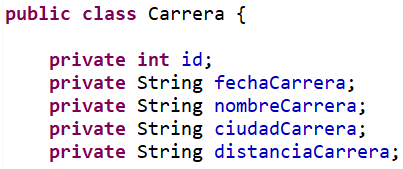 public class Carrera {
private int id;
private String fechaCarrera;
private String nombreCarrera;
private String ciudadCarrera;
private String distanciaCarrera;